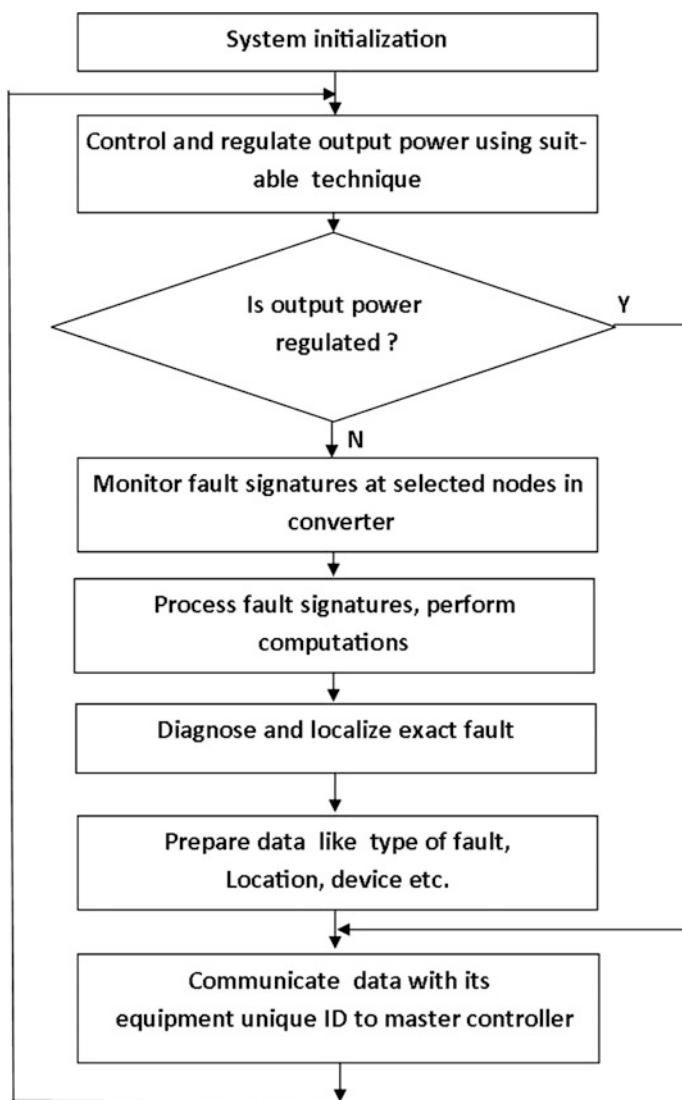 System initialization
Control and regulate output power using suit-
able technique
Is output power
regulated ?
Y
N
Monitor fault signatures at selected nodes in
converter
Process fault signatures, perform
computations
Diagnose and localize exact fault
Prepare data like type of fault,
Location, device etc.
Communicate data with its
equipment unique ID to master controller